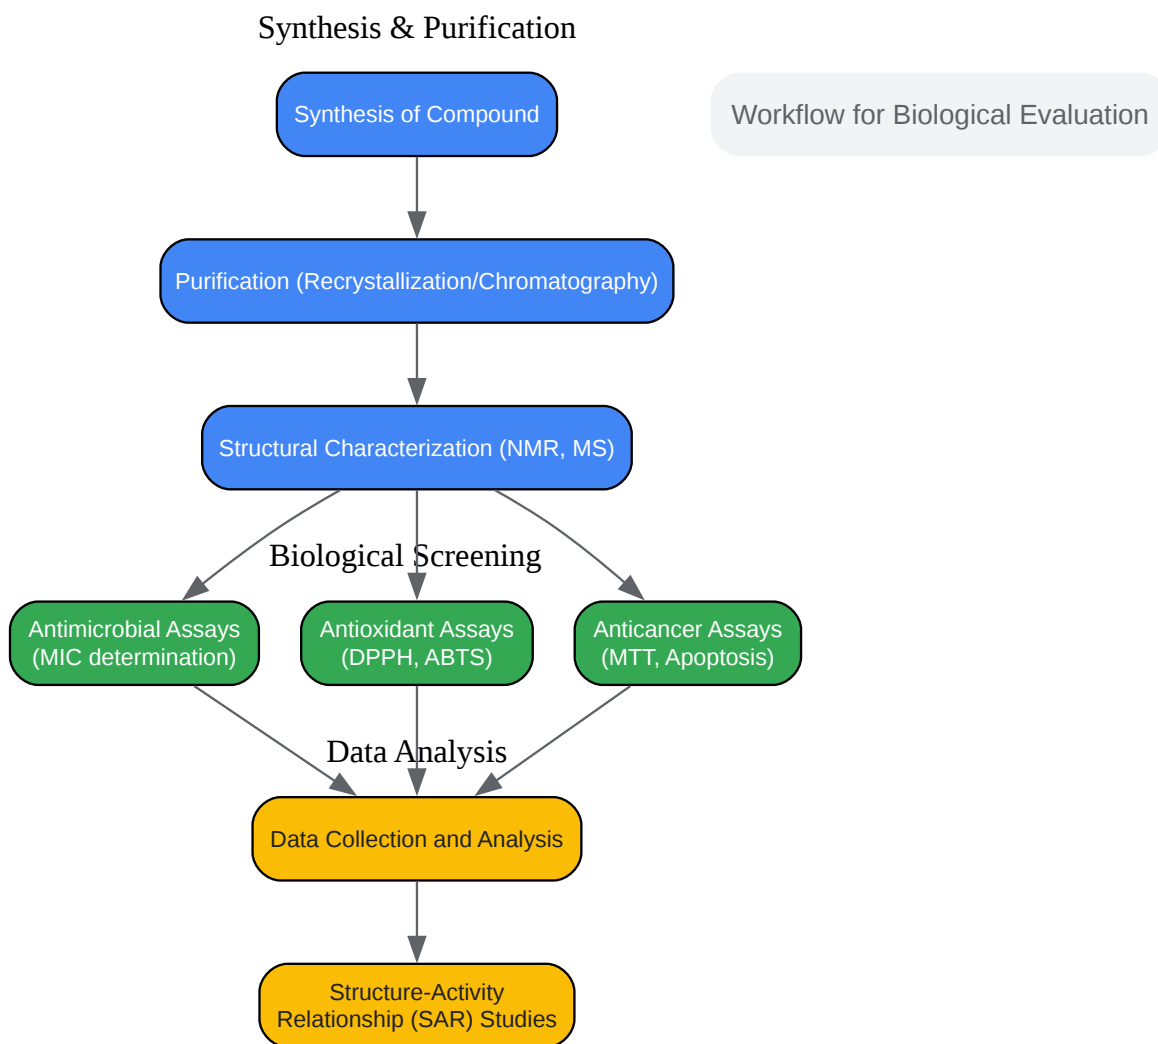 Synthesis & Purification
Synthesis of Compound
Workflow for Biological Evaluation
Purification (Recrystallization/Chromatography)
Structural Characterization (NMR, MS)
Biological Screening
Antimicrobial Assays
(MIC determination)
Antioxidant Assays
(DPPH, ABTS)
Anticancer Assays
(MTT, Apoptosis)
Data Analysis
Data Collection and Analysis
Structure-Activity
Relationship (SAR) Studies